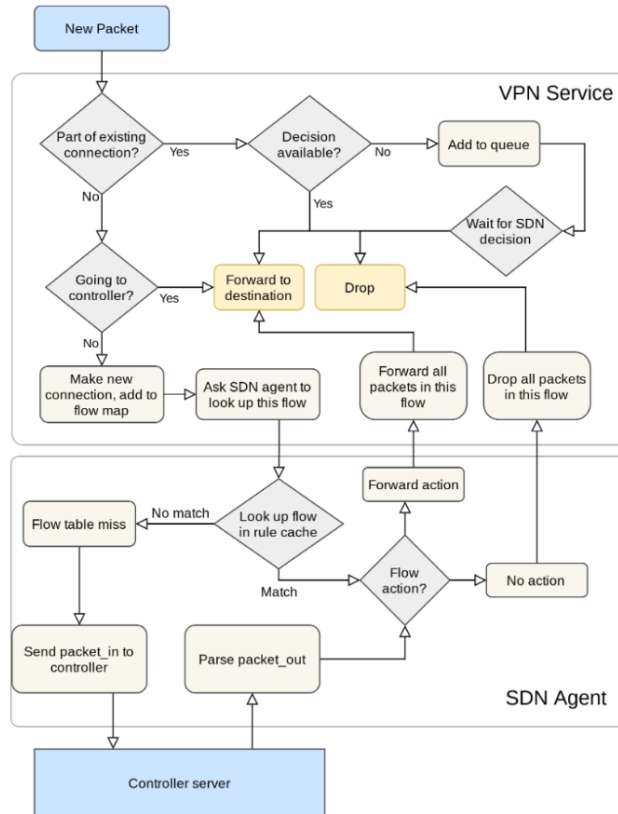 New Packet
VPN Service
Part of existing
connection?
Yes
Decision
available?
No
Add to queue
No
Yes
Wait for SDN
decision
Going to
controller?
Yes
Forward to
destination
Drop
No
Make new
connection, add to
flow map
Ask SDN agent to
look up this flow
Forward all
packets in this
flow
Drop all packets
in this flow
No match
Look up flow
in rule cache
Forward action
Flow table miss
Match
Flow
action?
No action
Send packet_in to
controller
Parse packet_out
SDN Agent
Controller server